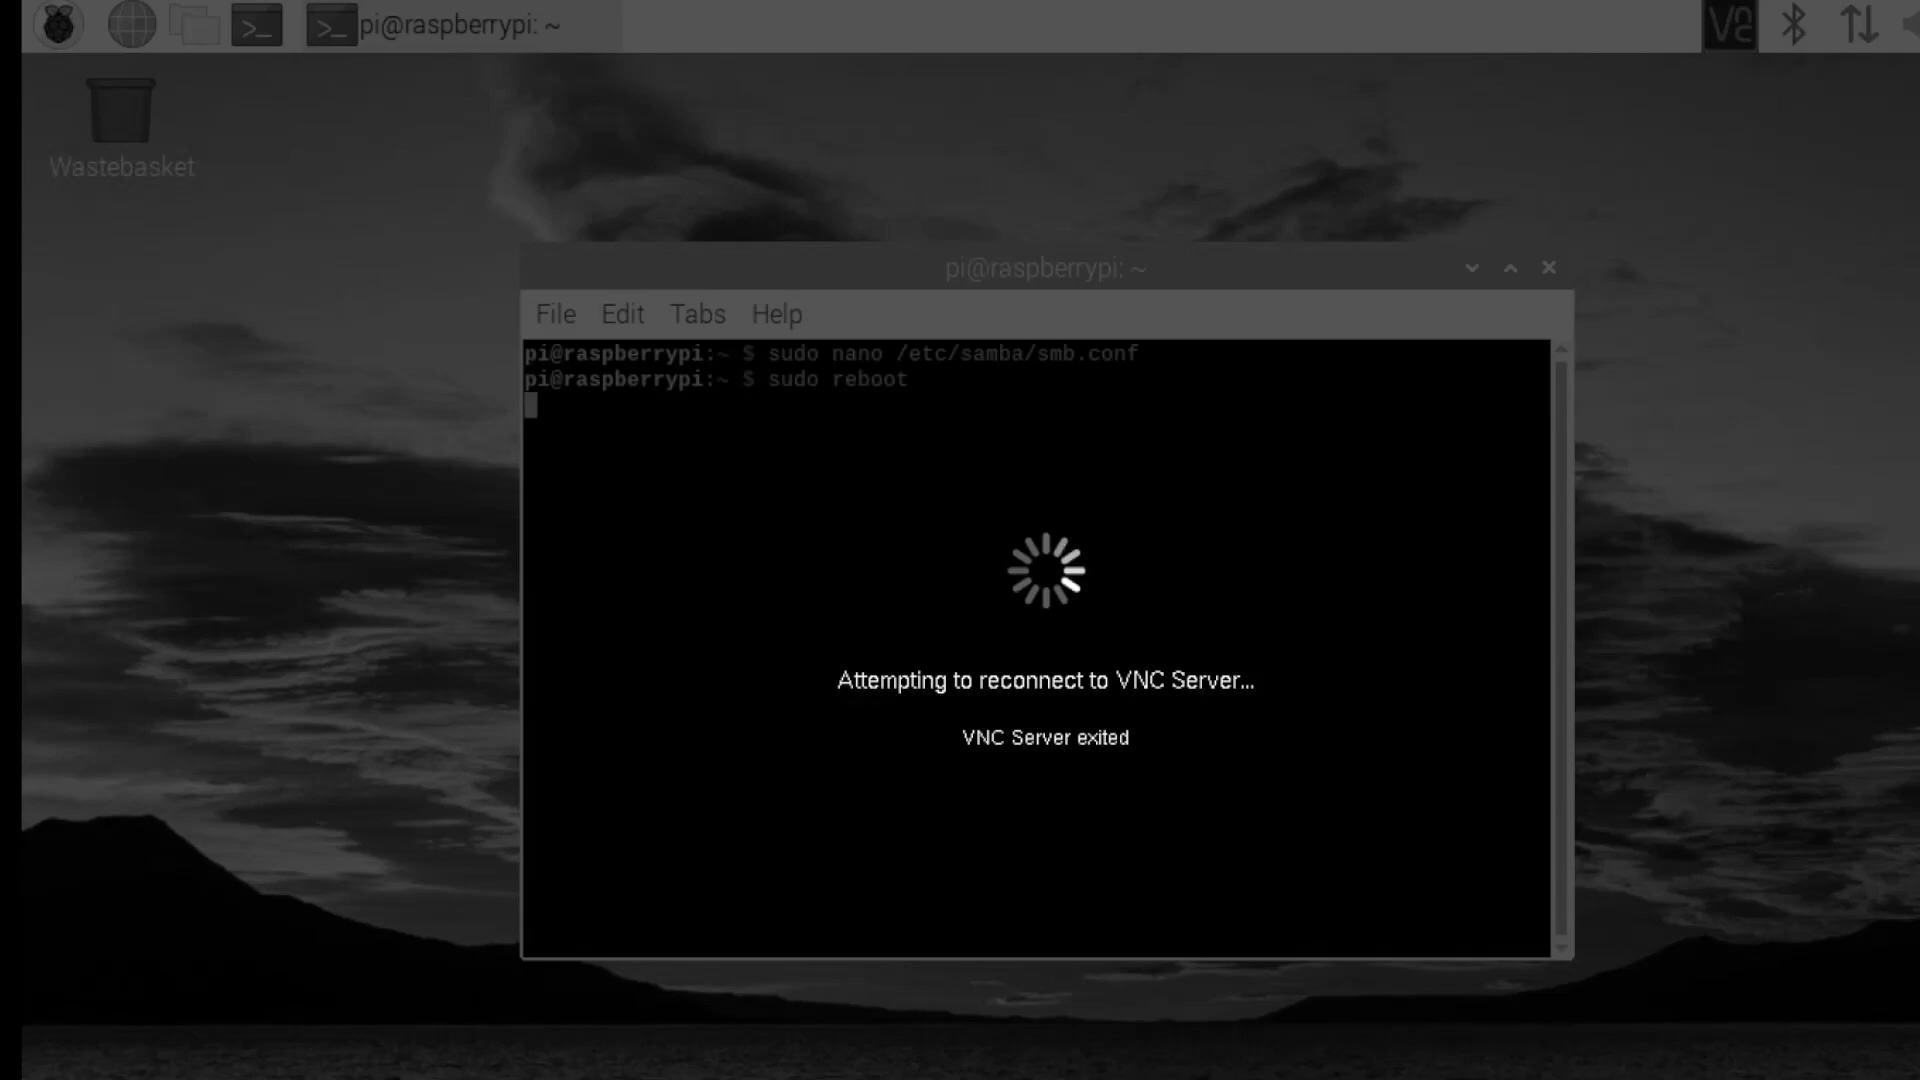 pi@raspberrypi: ~
Wastebasket
pi@raspberrypi: ~
File Edit Tabs Help
pi@raspberrypi:~ $ sudo nano /etc/samba/smb.conf
pi@raspberrypi:~ $ sudo reboot
Attempting to reconnect to VNC Server...
VNC Server exited